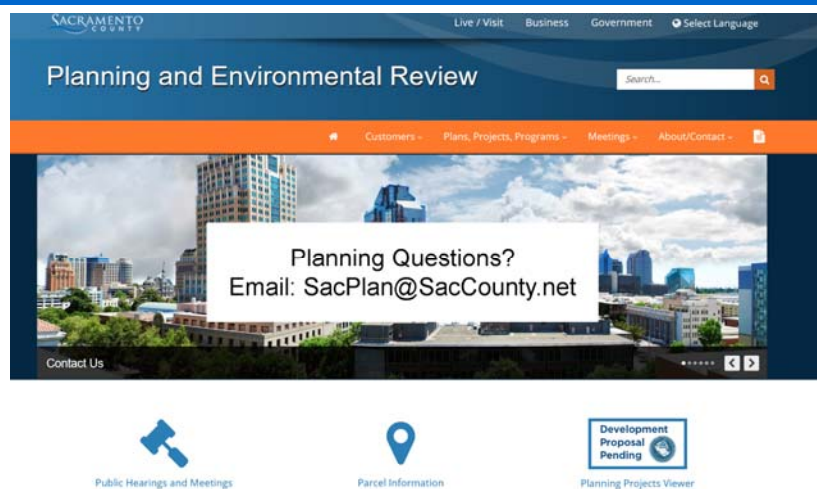 SACRAMENTO
COUNTY
Live / Visit Business Government Select Language
Planning and Environmental Review
Search...
Customers Plans, Projects, Programs Meetings About/Contact
Planning Questions?
Email: SacPlan@SacCounty.net
Contact Us
Development
Proposal
Pending
Public Hearings and Meetings Parcel Information Planning Projects Viewer